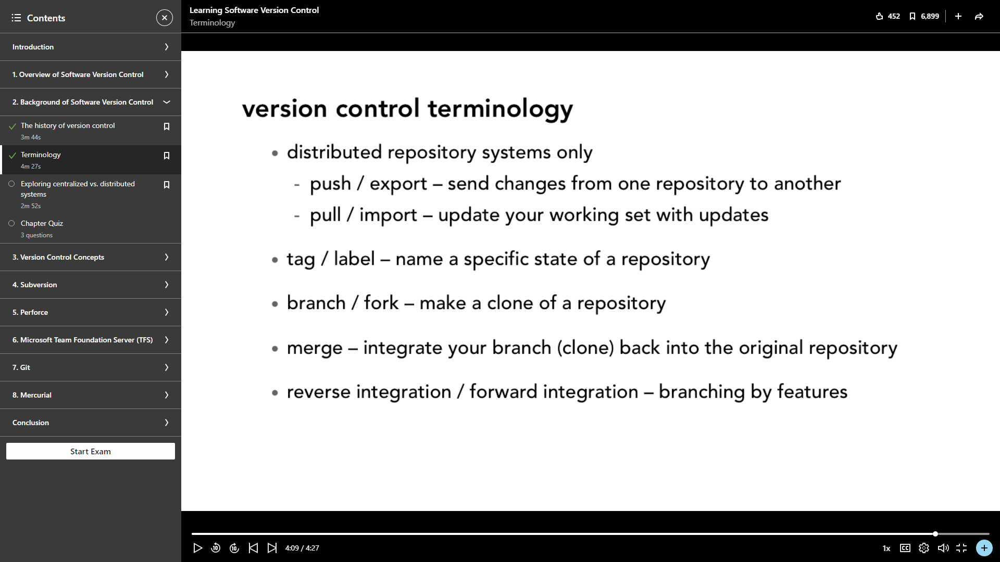 Contents
Introduction
1. Overview of Software Version Control
2. Background of Software Version Control
The history of version control
3m 44s
Terminology
4m 27s
Exploring centralized vs. distributed
systems
2m 52s
Chapter Quiz
3 questions
3. Version Control Concepts
4. Subversion
5. Perforce
6. Microsoft Team Foundation Server (TFS)
7. Git
8. Mercurial
Conclusion
Start Exam
Learning Software Version Control
Terminology
452
6,899
version control terminology
• distributed repository systems only
- push / export – send changes from one repository to another
- pull / import – update your working set with updates
• tag / label – name a specific state of a repository
• branch / fork – make a clone of a repository
• merge – integrate your branch (clone) back into the original repository
• reverse integration / forward integration – branching by features
10
10
4:09 / 4:27
1x
CC